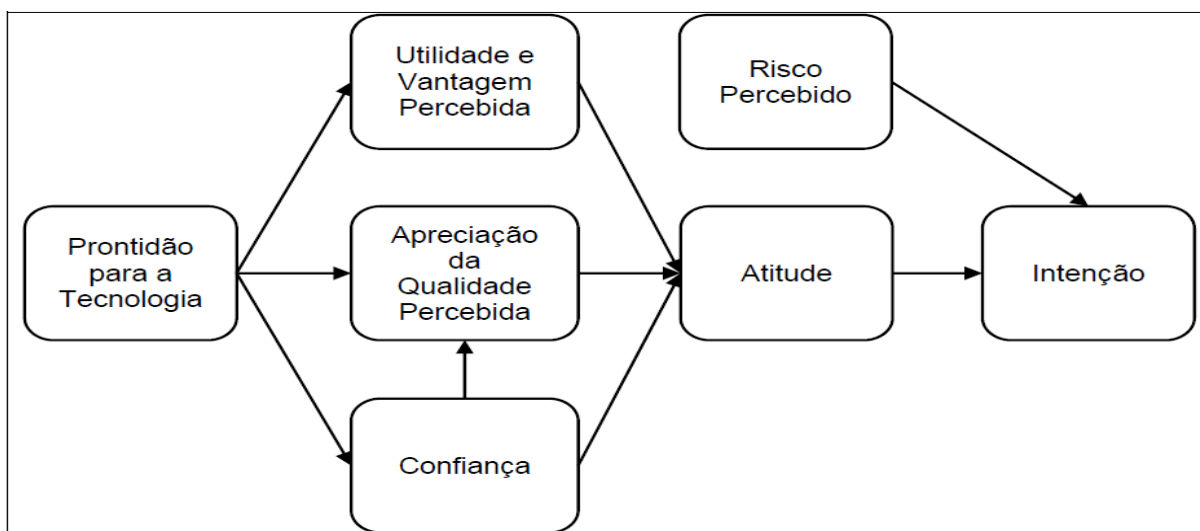 Utilidade e
Vantagem
Percebida
Risco
Percebido
Prontidão
para a
Tecnologia
Apreciação
da
Qualidade
Percebida
Atitude
Intenção
Confiança